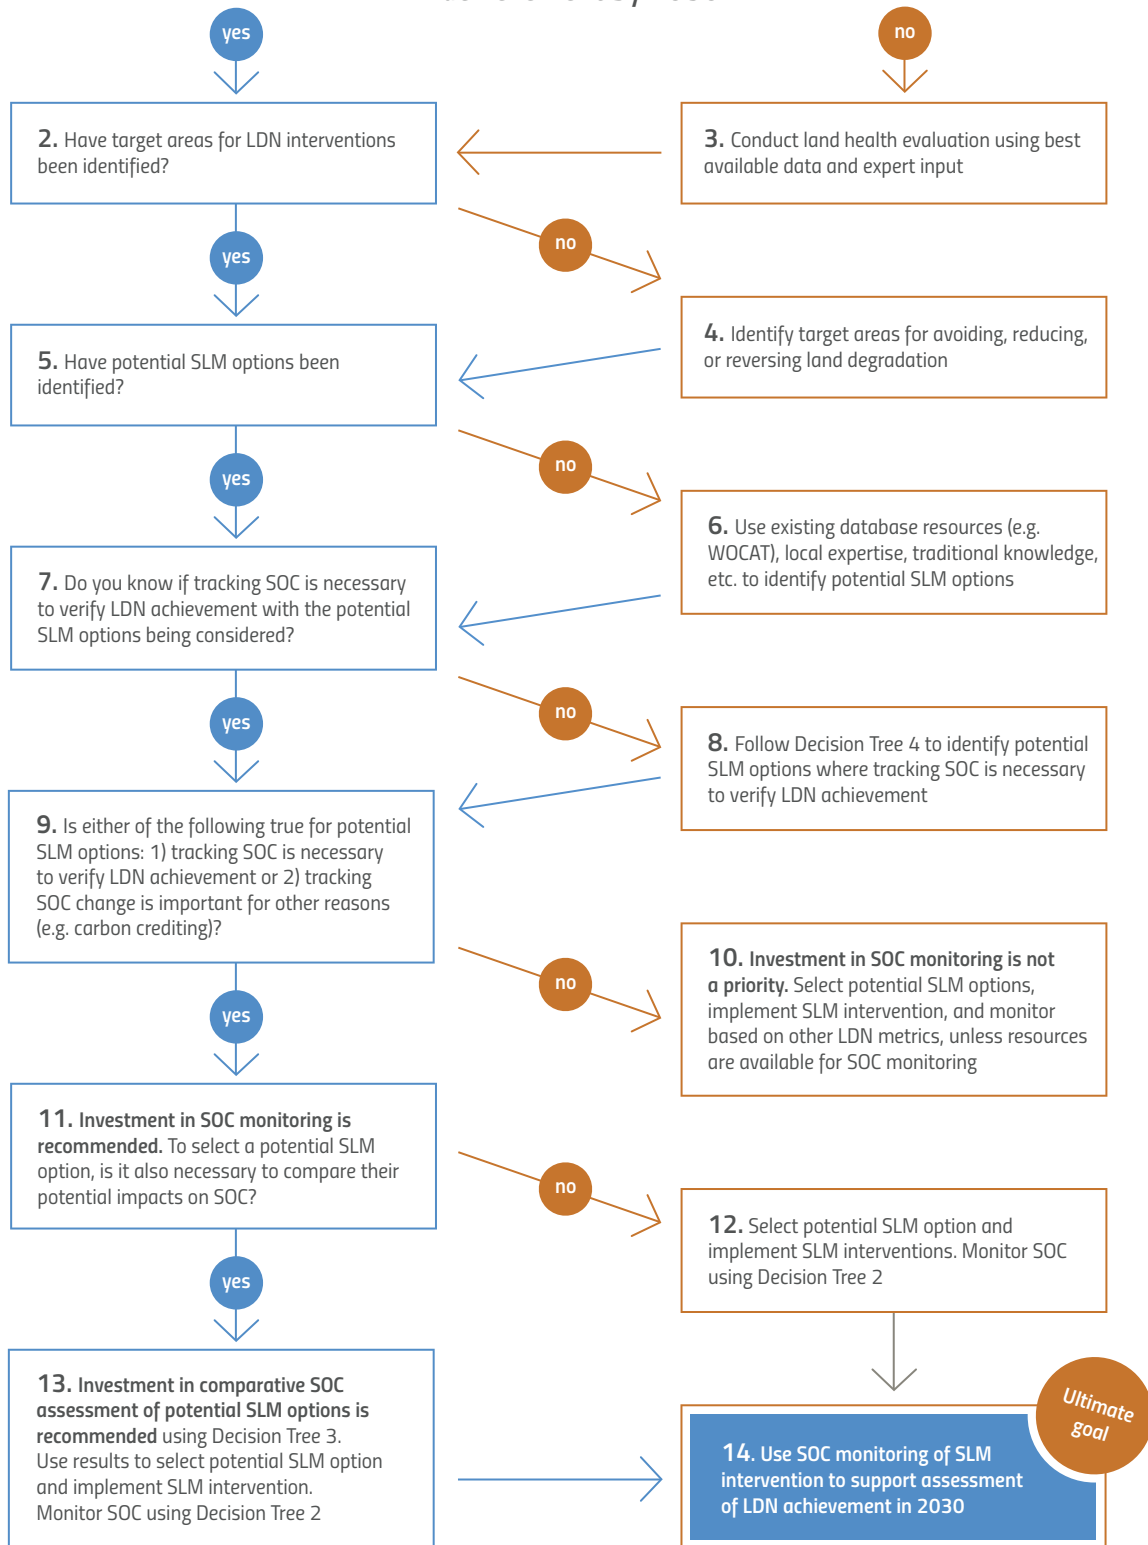 yes
no
2. Have target areas for LDN interventions
been identified?
3. Conduct land health evaluation using best
available data and expert input
yes
no
4. Identify target areas for avoiding, reducing,
or reversing land degradation
5. Have potential SLM options been
identified?
yes
no
6. Use existing database resources (e.g.
WOCAT), local expertise, traditional knowledge,
etc. to identify potential SLM options
7. Do you know if tracking SOC is necessary
to verify LDN achievement with the potential
SLM options being considered?
yes
no
8. Follow Decision Tree 4 to identify potential
SLM options where tracking SOC is necessary
to verify LDN achievement
9. Is either of the following true for potential
SLM options: 1) tracking SOC is necessary
to verify LDN achievement or 2) tracking
SOC change is important for other reasons
(e.g. carbon crediting)?
yes
no
10. Investment in SOC monitoring is not
a priority. Select potential SLM options,
implement SLM intervention, and monitor
based on other LDN metrics, unless resources
are available for SOC monitoring
11. Investment in SOC monitoring is
recommended. To select a potential SLM
option, is it also necessary to compare their
potential impacts on SOC?
yes
no
12. Select potential SLM option and
implement SLM interventions. Monitor SOC
using Decision Tree 2
13. Investment in comparative SOC
assessment of potential SLM options is
recommended using Decision Tree 3.
Use results to select potential SLM option
and implement SLM intervention.
Monitor SOC using Decision Tree 2
Ultimate
goal
14. Use SOC monitoring of SLM
intervention to support assessment
of LDN achievement in 2030